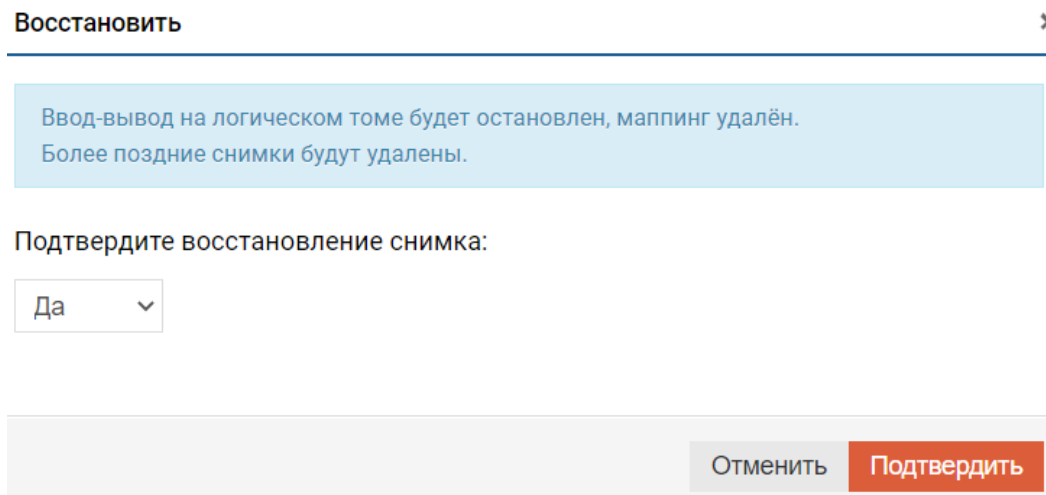 Восстановить
Ввод-вывод на логическом томе будет остановлен, маппинг удалён.
Более поздние снимки будут удалены.
Подтвердите восстановление снимка:
Да
Отменить Подтвердить